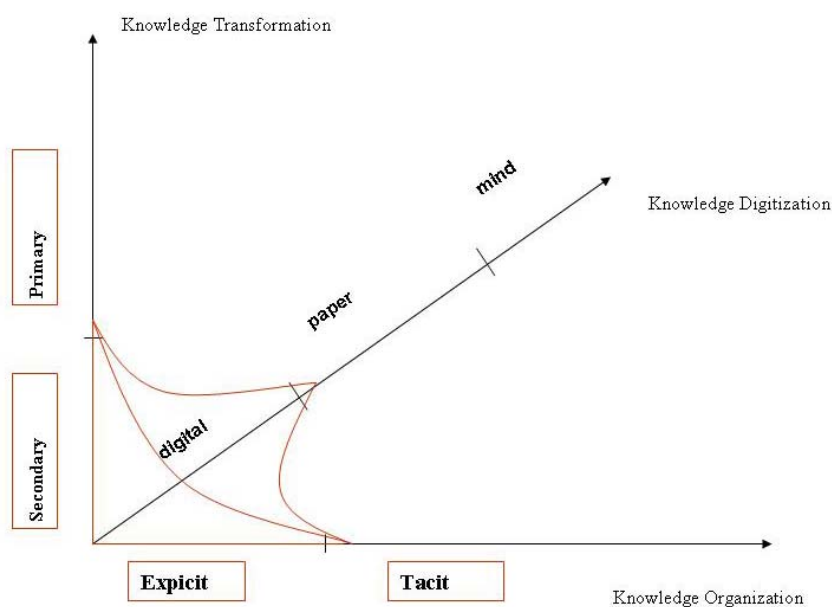 Knowledge Transformation
mind
Knowledge Digitization
Primary
paper
digital
Secondary
Expicit
Tacit
Knowledge Organization